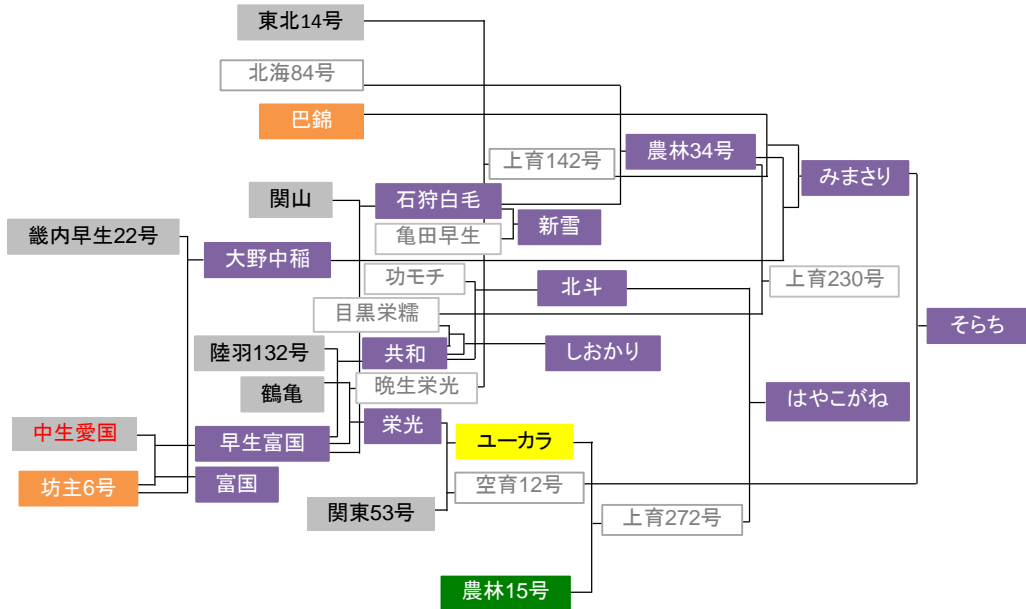 東北14号
北海84号
巴錦
農林34号
上育142号
みまさり
関山
石狩白毛
亀田早生
新雪
畿内早生22号
大野中稲
功モチ
北斗
上育230号
目黒栄糯
そらち
陸羽132号
共和
しおかり
鶴亀
晩生栄光
はやこがね
中生愛国
早生富国
栄光
ユーカラ
坊主6号
富国
空育12号
関東53号
上育272号
農林15号